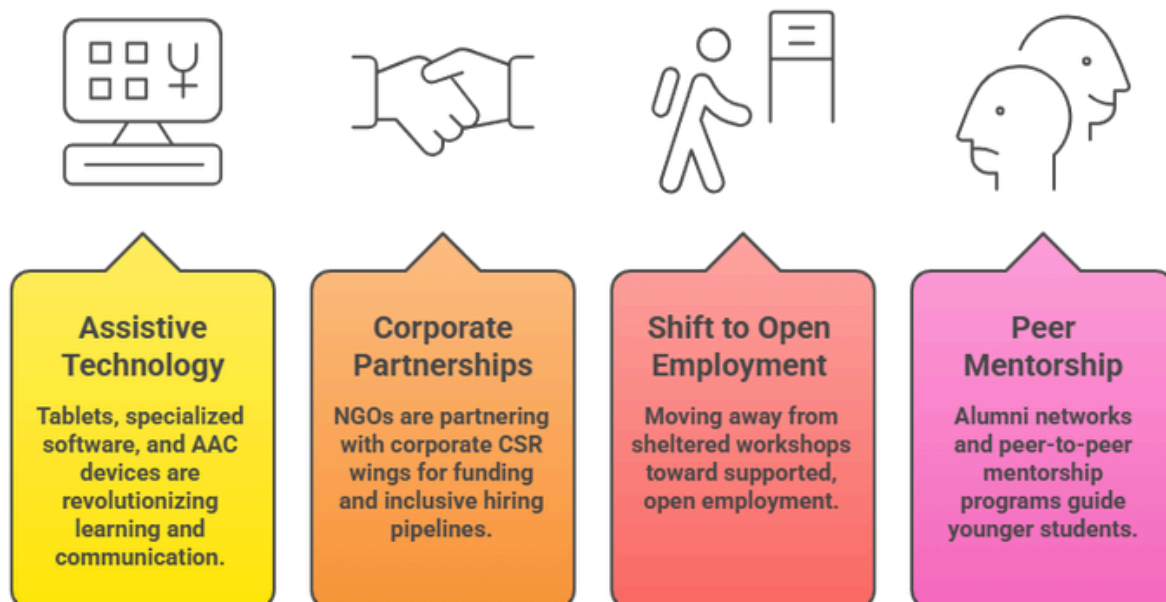 Assistive
Technology
Tablets, specialized
software, and AAC
devices are
revolutionizing
learning and
communication.
Corporate
Partnerships
NGOs are partnering
with corporate CSR
wings for funding
and inclusive hiring
pipelines.
Shift to Open
Employment
Moving away from
sheltered workshops
toward supported,
open employment.
Peer
Mentorship
Alumni networks
and peer-to-peer
mentorship
programs guide
younger students.